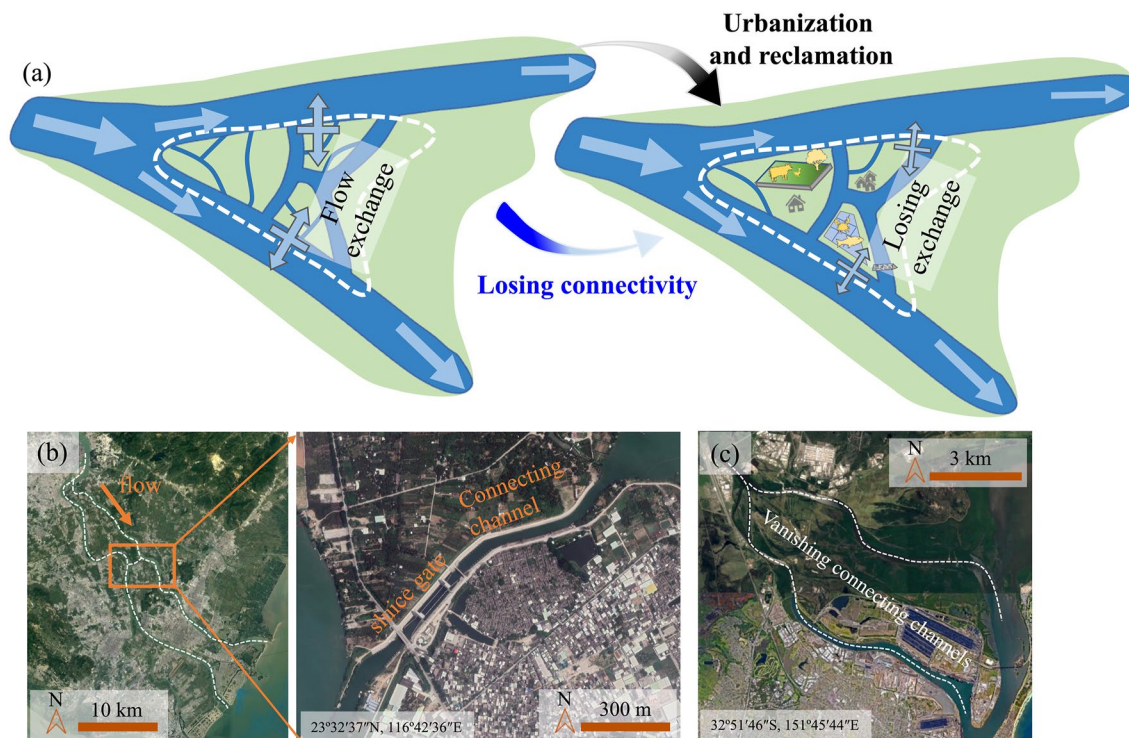 Urbanization
and reclamation
(a)
Flow
exchange
Losing
exchange
Losing connectivity
(b)
N
flow
10 km
Connecting
channel
sluice gate
N
300 m
23°32'37"N, 116°42'36"E
(c)
N
3 km
Vanishing connecting channels
32°51'46"S, 151°45'44"E